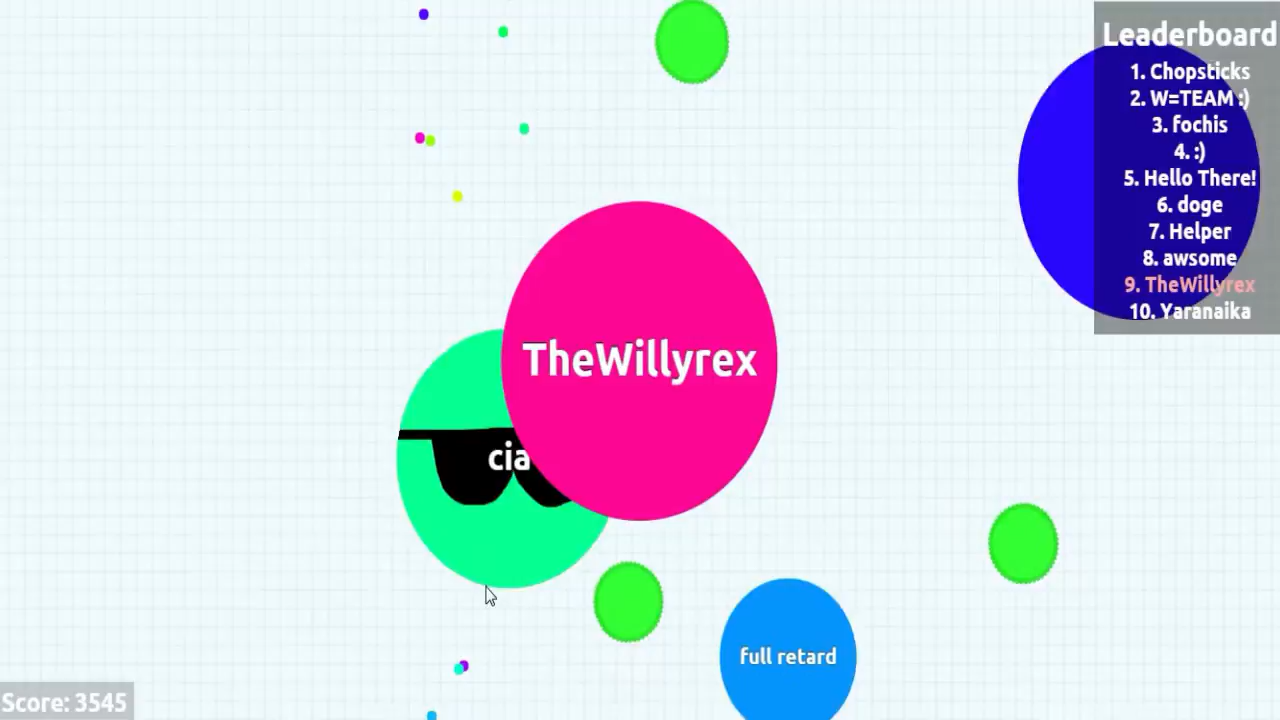 Leaderboard
1. Chopsticks
2. W=TEAM :)
3. fochis
4. :)
5. Hello There!
6. doge
7. Helper
8. awsome
9. TheWillyrex
10. Yaranaika
TheWillyrex
cia
full retard
Score: 3545